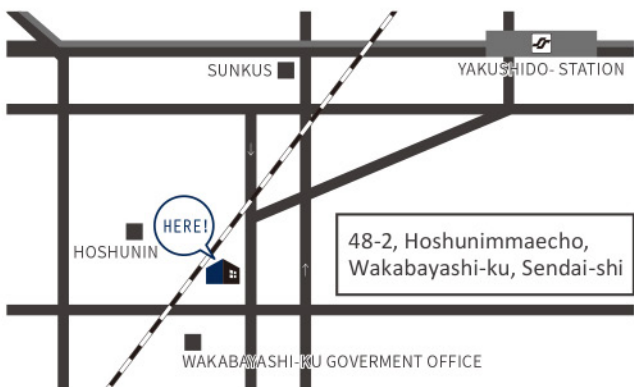 SUNKUS
YAKUSHIDO- STATION
HERE!
HOSHUNIN
48-2, Hoshunimmaecho,
Wakabayashi-ku, Sendai-shi
WAKABAYASHI-KU GOVERMENT OFFICE